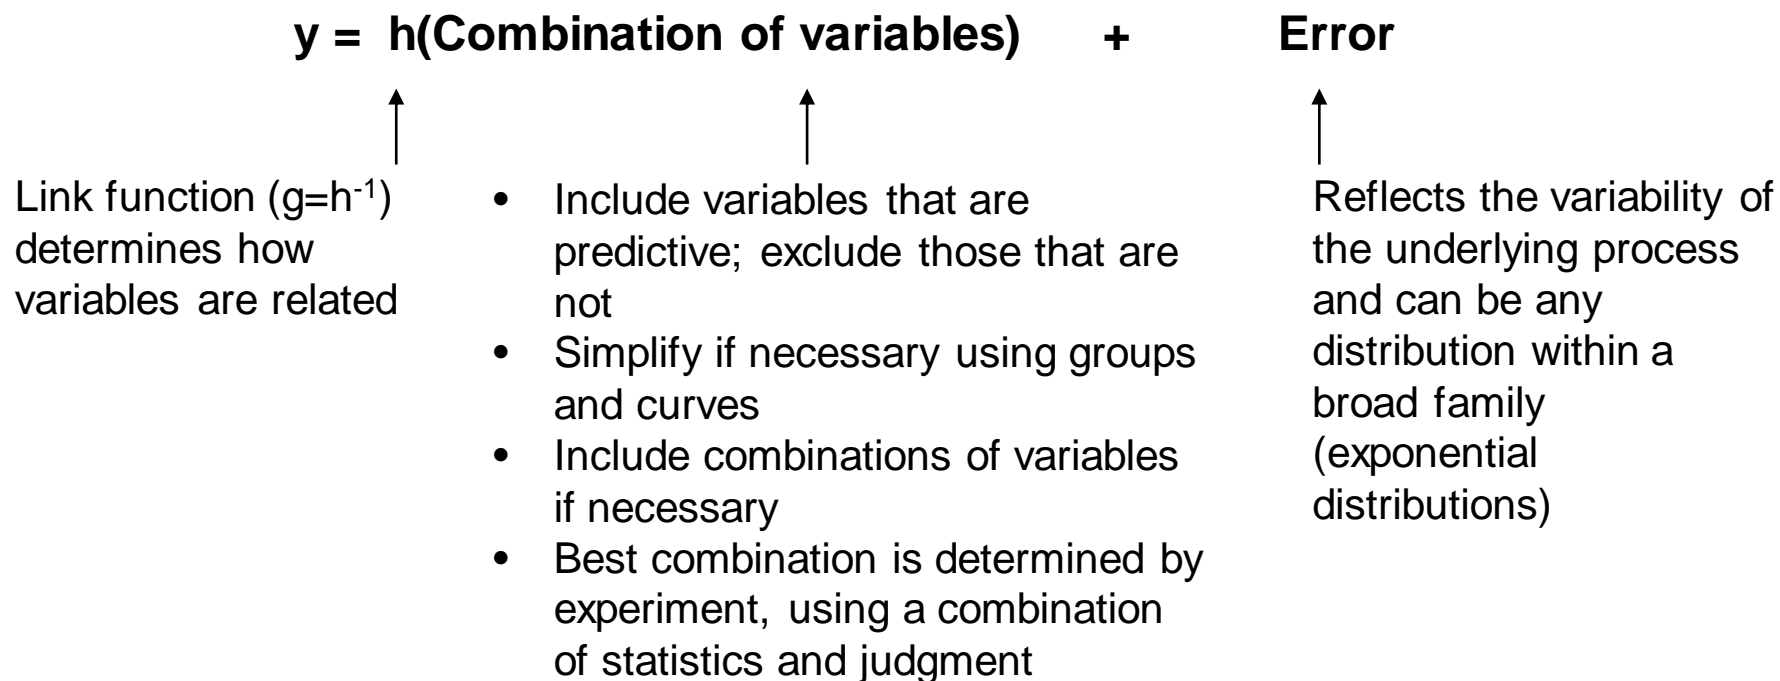 y = h(Combination of variables) + Error
Link function (g=h-1)
determines how
variables are related
• Include variables that are
predictive; exclude those that are
not
• Simplify if necessary using groups
and curves
• Include combinations of variables
if necessary
• Best combination is determined by
experiment, using a combination
of statistics and judgment
Reflects the variability of
the underlying process
and can be any
distribution within a
broad family
(exponential
distributions)